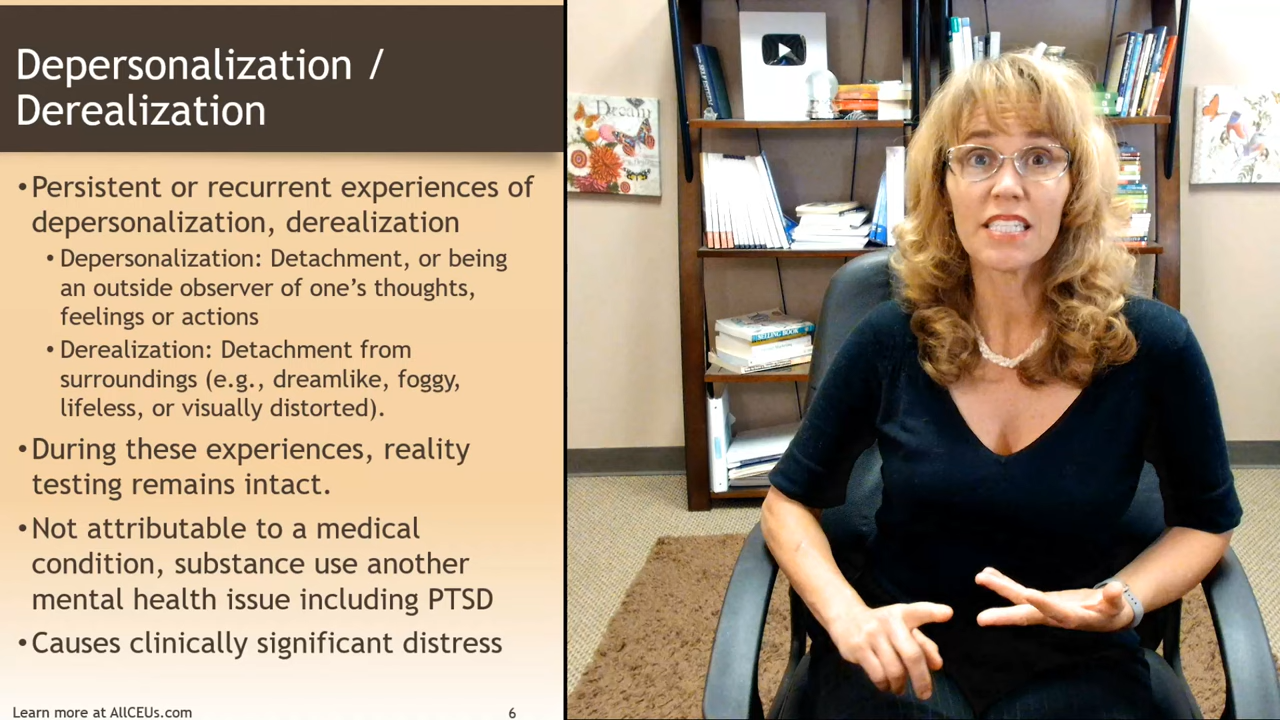 Depersonalization /
Derealization
•Persistent or recurrent experiences of
depersonalization, derealization
•Depersonalization: Detachment, or being
an outside observer of one's thoughts,
feelings or actions
•Derealization: Detachment from
surroundings (e.g., dreamlike, foggy,
lifeless, or visually distorted).
•During these experiences, reality
testing remains intact.
•Not attributable to a medical
condition, substance use another
mental health issue including PTSD
•Causes clinically significant distress
Learn more at AllCEUs.com
6
Dream